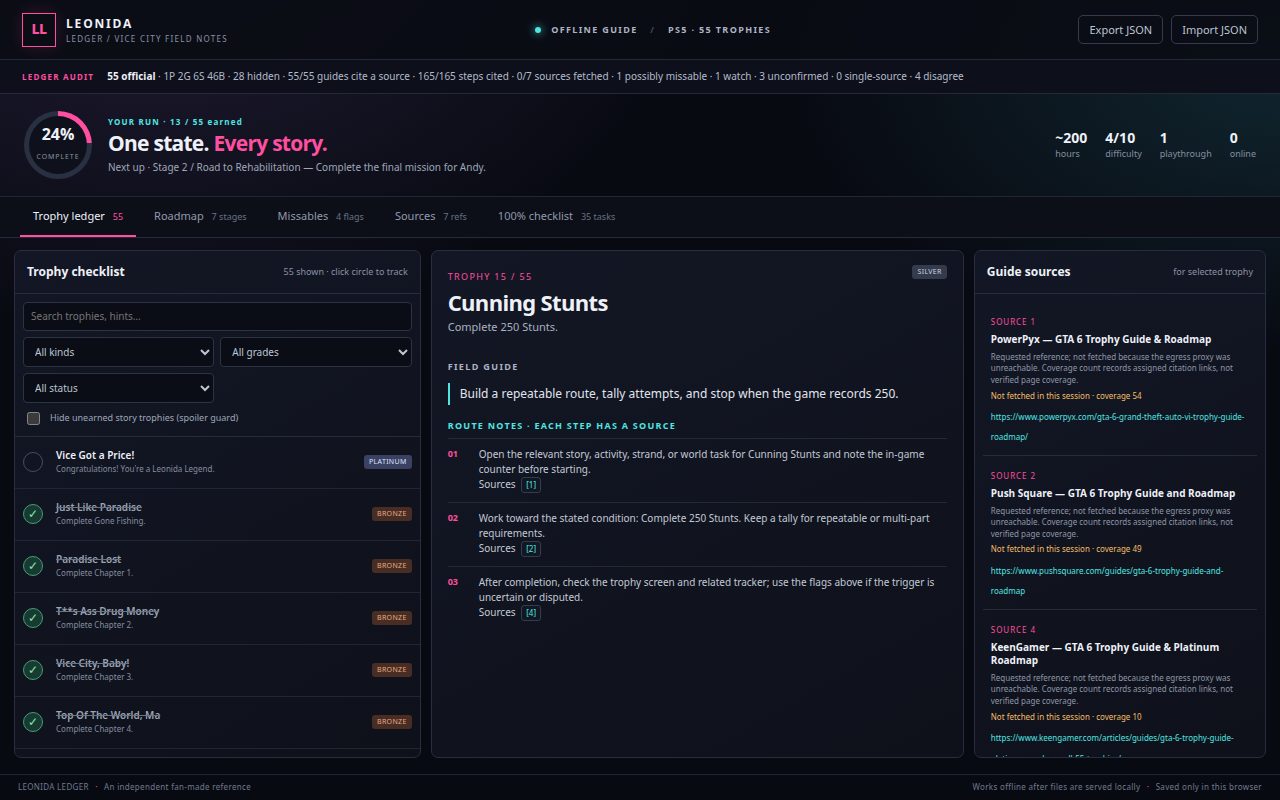 LL
LEONIDA
LEDGER / VICE CITY FIELD NOTES
OFFLINE GUIDE / PS5 · 55 TROPHIES
Export JSON
Import JSON
LEDGER AUDIT 55 official · 1P 2G 6S 46B · 28 hidden · 55/55 guides cite a source · 165/165 steps cited · 0/7 sources fetched · 1 possibly missable · 1 watch · 3 unconfirmed · 0 single-source · 4 disagree
24%
COMPLETE
YOUR RUN · 13 / 55 earned
One state. Every story.
Next up · Stage 2 / Road to Rehabilitation — Complete the final mission for Andy.
~200 hours
4/10 difficulty
1 playthrough
0 online
Trophy ledger 55
Roadmap 7 stages
Missables 4 flags
Sources 7 refs
100% checklist 35 tasks
Trophy checklist
55 shown · click circle to track
Search trophies, hints...
All kinds
All grades
All status
Hide unearned story trophies (spoiler guard)
Vice Got a Price!
Congratulations! You're a Leonida Legend.
PLATINUM
✓
Just Like Paradise
Complete Gone Fishing.
BRONZE
✓
Paradise Lost
Complete Chapter 1.
BRONZE
✓
T**s Ass Drug Money
Complete Chapter 2.
BRONZE
✓
Vice City, Baby!
Complete Chapter 3.
BRONZE
✓
Top Of The World, Ma
Complete Chapter 4.
BRONZE
TROPHY 15 / 55
SILVER
Cunning Stunts
Complete 250 Stunts.
FIELD GUIDE
Build a repeatable route, tally attempts, and stop when the game records 250.
ROUTE NOTES · EACH STEP HAS A SOURCE
01 Open the relevant story, activity, strand, or world task for Cunning Stunts and note the in-game
counter before starting.
Sources [1]
02 Work toward the stated condition: Complete 250 Stunts. Keep a tally for repeatable or multi-part
requirements.
Sources [2]
03 After completion, check the trophy screen and related tracker; use the flags above if the trigger is
uncertain or disputed.
Sources [4]
Guide sources
for selected trophy
SOURCE 1
PowerPyx — GTA 6 Trophy Guide & Roadmap
Requested reference; not fetched because the egress proxy was
unreachable. Coverage count records assigned citation links, not
verified page coverage.
Not fetched in this session · coverage 54
https://www.powerpyx.com/gta-6-grand-theft-auto-vi-trophy-guide-
roadmap/
SOURCE 2
Push Square — GTA 6 Trophy Guide and Roadmap
Requested reference; not fetched because the egress proxy was
unreachable. Coverage count records assigned citation links, not
verified page coverage.
Not fetched in this session · coverage 49
https://www.pushsquare.com/guides/gta-6-trophy-guide-and-
roadmap
SOURCE 4
KeenGamer — GTA 6 Trophy Guide & Platinum
Roadmap
Requested reference; not fetched because the egress proxy was
unreachable. Coverage count records assigned citation links, not
verified page coverage.
Not fetched in this session · coverage 10
https://www.keengamer.com/articles/guides/gta-6-trophy-guide-
LEONIDA LEDGER · An independent fan-made reference
Works offline after files are served locally · Saved only in this browser